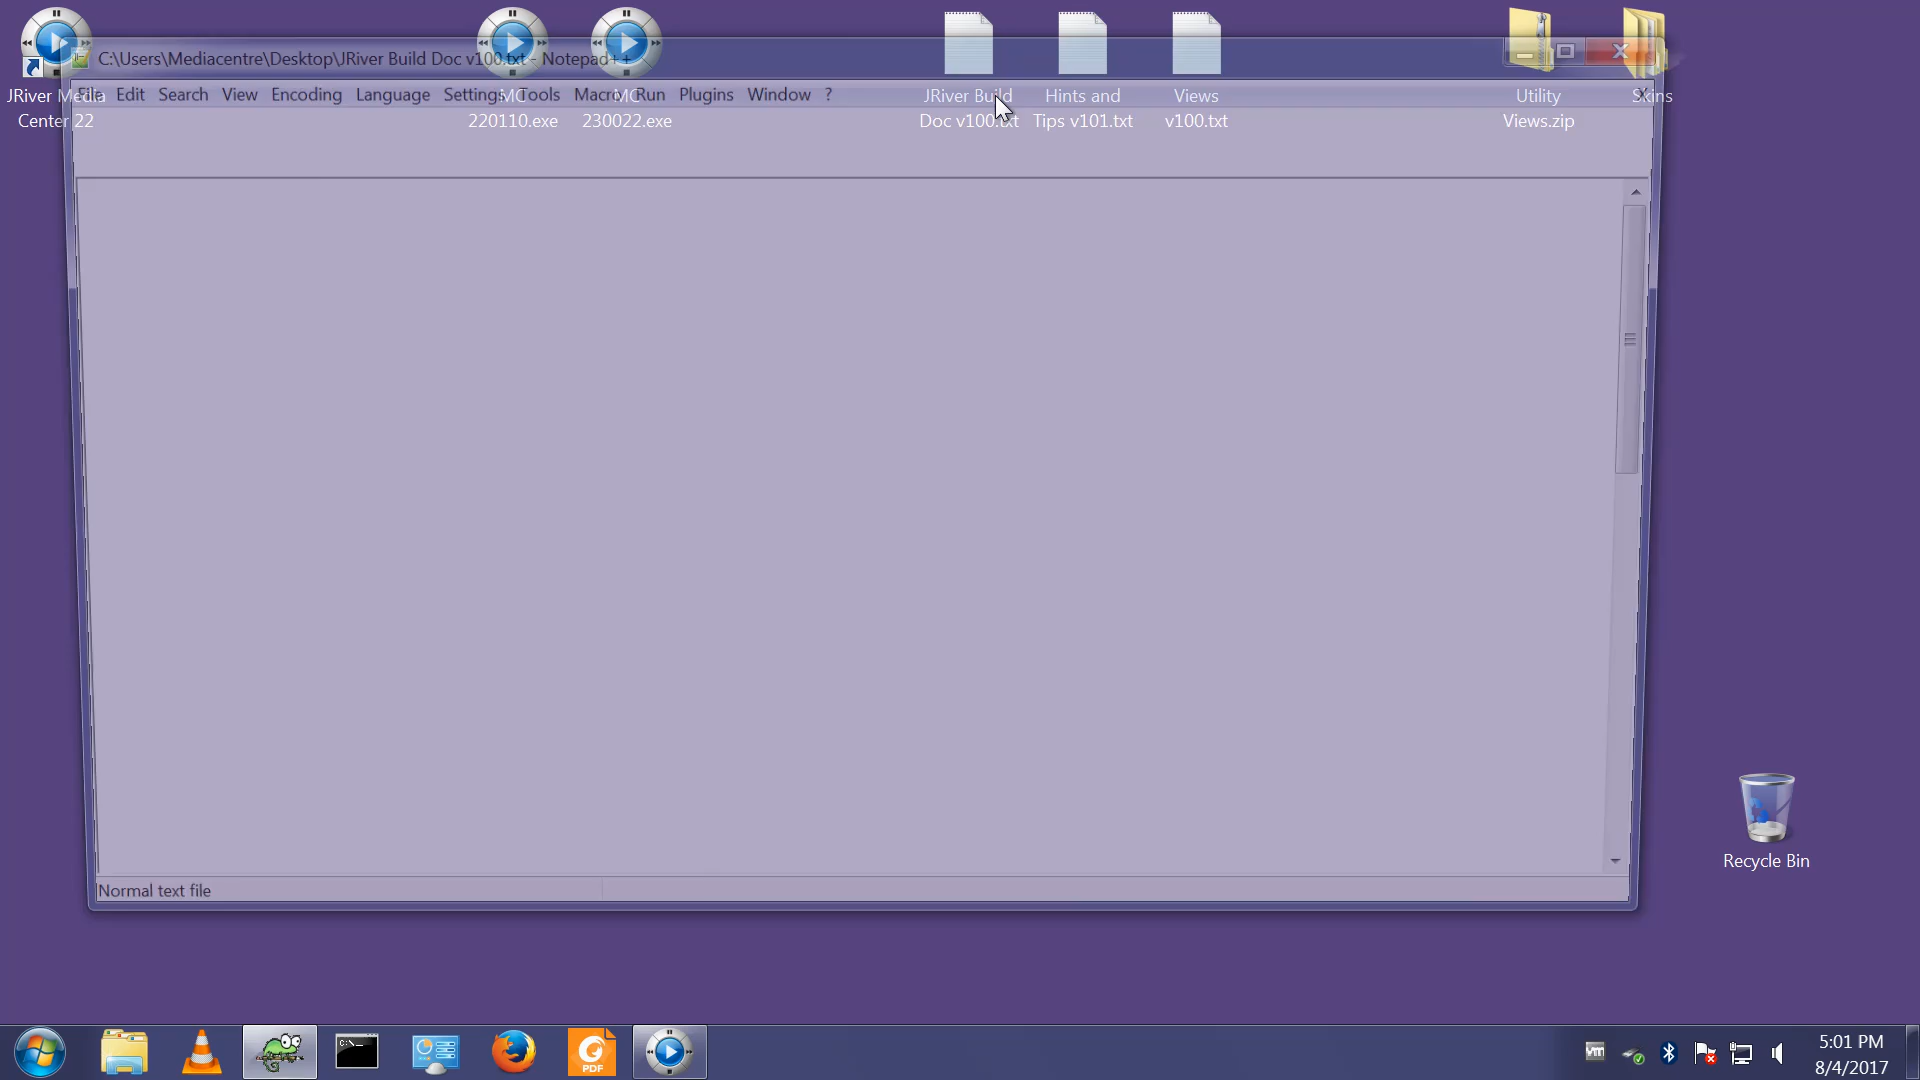 C:\Users\Mediacentre\Desktop\JRiver Build Doc v100.txt - Notepad++
File Edit Search View Encoding Language Settings Tools Macro Run Plugins Window ? X
JRiver Media
Center 22
MC
220110.exe
MC
230022.exe
JRiver Build
Doc v100.txt
Hints and
Tips v101.txt
Views
v100.txt
Utility
Views.zip
Skins
Recycle Bin
Normal text file
C:\_
PDF
vm
5:01 PM
8/4/2017